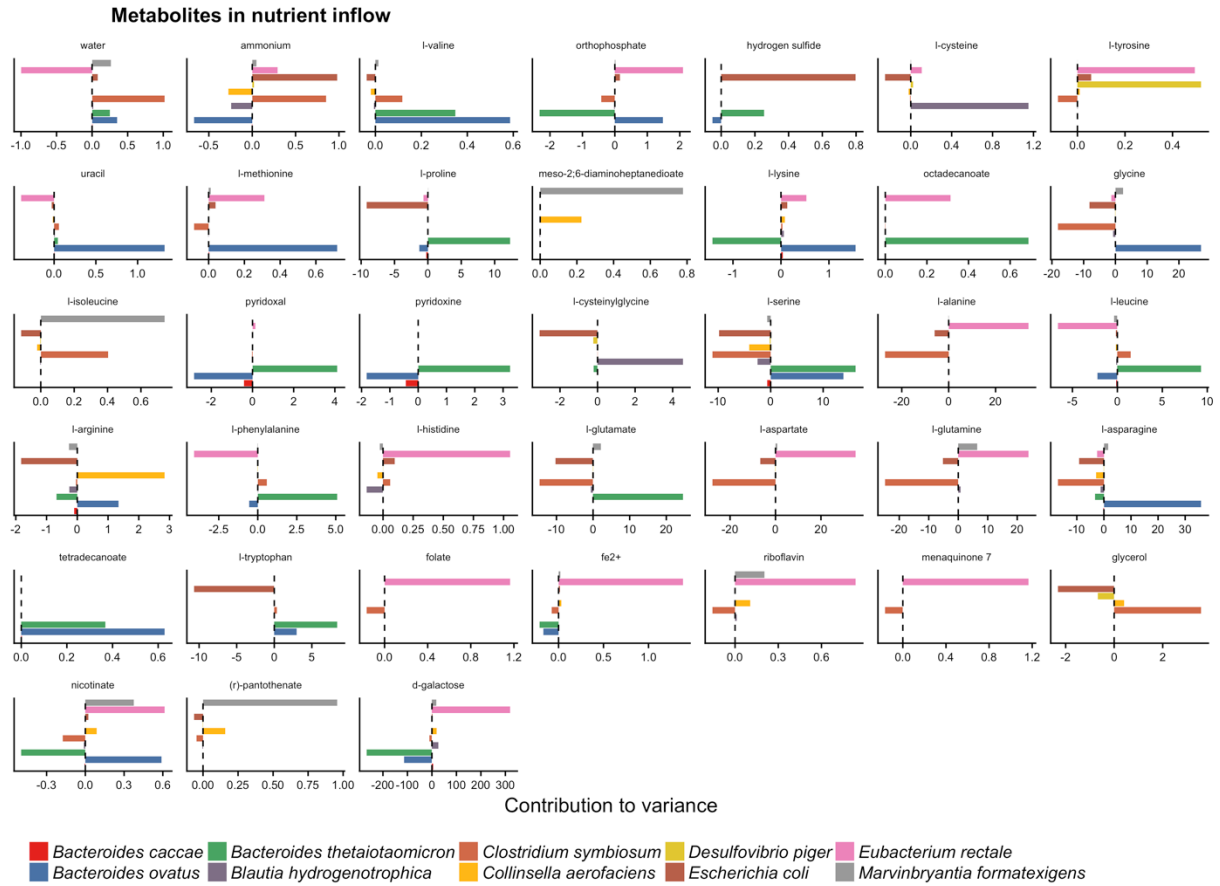 Metabolites in nutrient inflow
water ammonium l-valine orthophosphate hydrogen sulfide l-cysteine l-tyrosine
0.0 0.5 1.0 -0.5 0.0 0.5 1.0 0.0 0.2 0.4 0.6 -2 -1 0 1 2 0.0 0.2 0.4 0.6 0.8 0.0 0.4 0.8 1.2 0.0 0.2 0.4
uracil l-methionine l-proline meso-2;6-diaminoheptanedioate l-lysine octadecanoate glycine
0.0 0.5 1.0 0.0 0.2 0.4 0.6 -10 -5 0 5 10 0.0 0.2 0.4 0.6 0.8 -1 0 1 0.0 0.2 0.4 0.6 -20 -10 0 10 20
l-isoleucine pyridoxal pyridoxine l-cysteinylglycine l-serine l-alanine l-leucine
0.0 0.2 0.4 0.6 -2 0 2 4 -1 0 1 2 3 -2 0 2 4 -10 0 10 -20 0 20 -5 0 5 10
l-arginine l-phenylalanine l-histidine l-glutamate l-aspartate l-glutamine l-asparagine
-2 -1 0 1 2 3 -2.5 0.0 2.5 5.0 0.00 0.25 0.50 0.75 1.00 -10 0 10 20 -20 0 20 -20 -10 0 10 20 -10 0 10 20 30
tetradecanoate l-tryptophan folate fe2+ riboflavin menaquinone 7 glycerol
0.0 0.2 0.4 0.6 -10 -5 0 5 0.0 0.4 0.8 1.2 0.0 0.5 1.0 0.0 0.3 0.6 0.0 0.4 0.8 1.2 -2 0 2
nicotinate (r)-pantothenate d-galactose
-0.3 0.0 0.3 0.6 0.00 0.25 0.50 0.75 1.00 -200 -100 0 100 200 300
Contribution to variance
Bacteroides caccae Bacteroides thetaiotaomicron Clostridium symbiosum Desulfovibrio piger Eubacterium rectale
Bacteroides ovatus Blautia hydrogenotrophica Collinsella aerofaciens Escherichia coli Marvinbryantia formatexigens